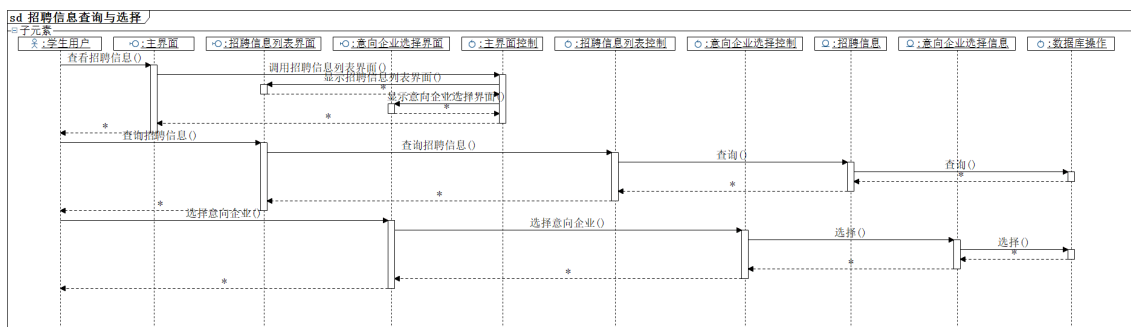 sd 招聘信息查询与选择
子元素
:学生用户 :主界面 :招聘信息列表界面 :意向企业选择界面 :主界面控制 :招聘信息列表控制 :意向企业选择控制 :招聘信息 :意向企业选择信息 :数据库操作
查看招聘信息()
调用招聘信息列表界面()
显示招聘信息列表界面()
*
显示意向企业选择界面()
*
*
*
查询招聘信息()
查询招聘信息()
查询()
查询()
*
*
*
*
选择意向企业()
选择意向企业()
选择()
选择()
*
*
*
*